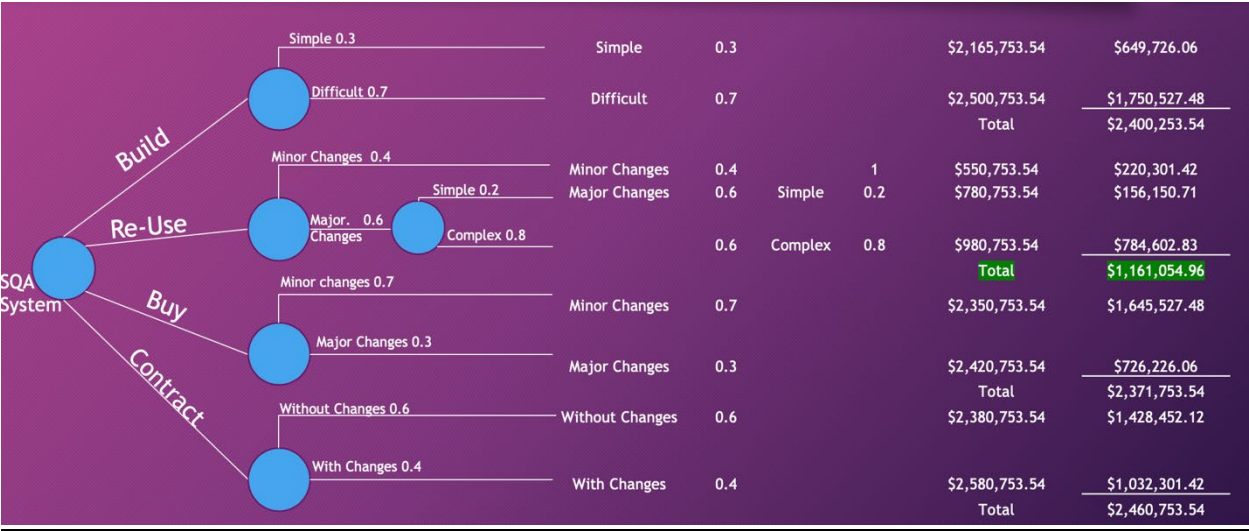 Simple 0.3
Simple 0.3 $2,165,753.54 $649,726.06
Difficult 0.7
Difficult 0.7 $2,500,753.54 $1,750,527.48
Total $2,400,253.54
Build
Minor Changes 0.4
Minor Changes 0.4 1 $550,753.54 $220,301.42
Simple 0.2
Major Changes 0.6 Simple 0.2 $780,753.54 $156,150.71
Re-Use
Major. 0.6
Changes
Complex 0.8
0.6 Complex 0.8 $980,753.54 $784,602.83
Total $1,161,054.96
SQA
System
Minor changes 0.7
Buy
Minor Changes 0.7 $2,350,753.54 $1,645,527.48
Major Changes 0.3
Major Changes 0.3 $2,420,753.54 $726,226.06
Total $2,371,753.54
Contract
Without Changes 0.6
Without Changes 0.6 $2,380,753.54 $1,428,452.12
With Changes 0.4
With Changes 0.4 $2,580,753.54 $1,032,301.42
Total $2,460,753.54